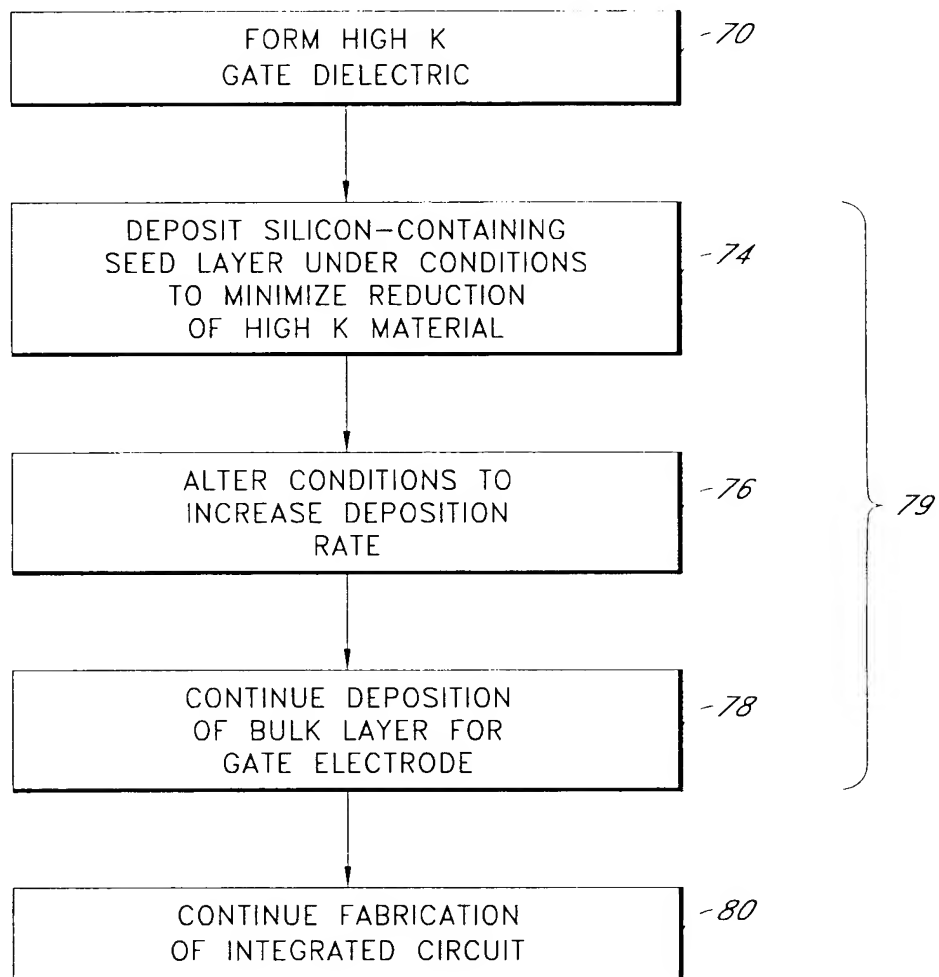 FORM HIGH K
GATE DIELECTRIC
70
DEPOSIT SILICON-CONTAINING
SEED LAYER UNDER CONDITIONS
TO MINIMIZE REDUCTION
OF HIGH K MATERIAL
74
ALTER CONDITIONS TO
INCREASE DEPOSITION
RATE
76
79
CONTINUE DEPOSITION
OF BULK LAYER FOR
GATE ELECTRODE
78
CONTINUE FABRICATION
OF INTEGRATED CIRCUIT
80